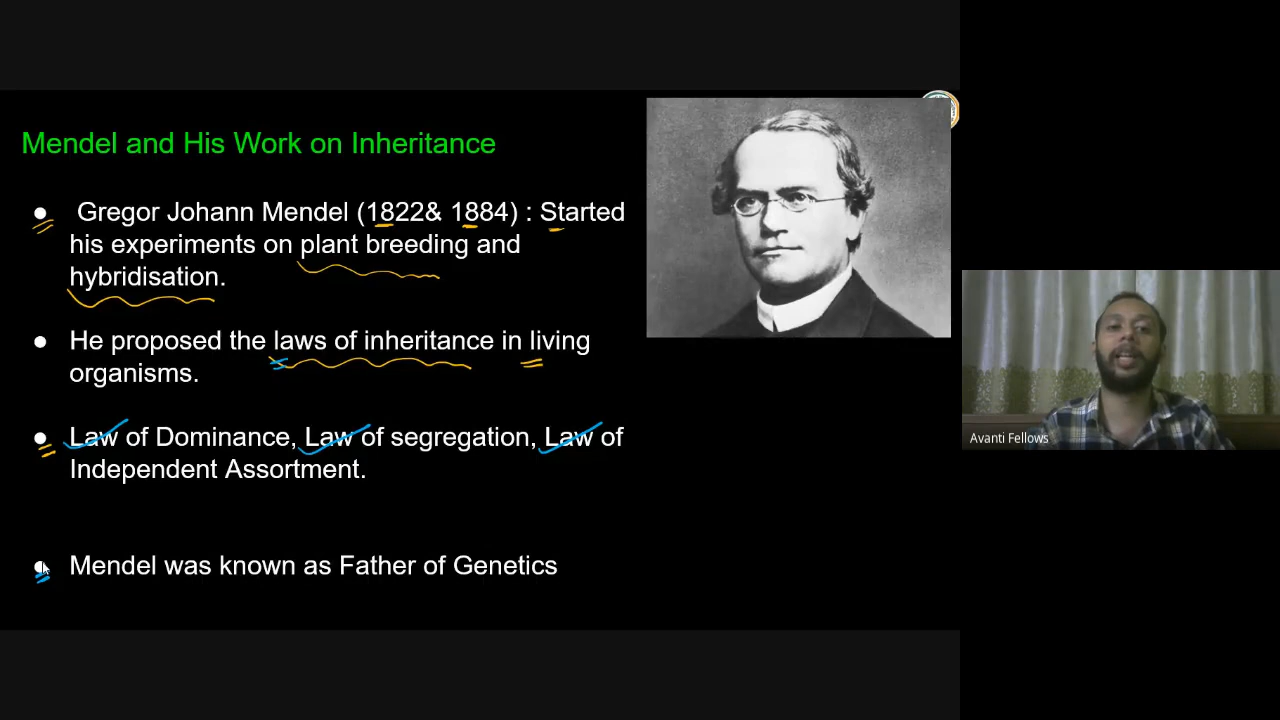 Mendel and His Work on Inheritance
● Gregor Johann Mendel (1822& 1884) : Started
his experiments on plant breeding and
hybridisation.
● He proposed the laws of inheritance in living
organisms.
● Law of Dominance, Law of segregation, Law of
Independent Assortment.
● Mendel was known as Father of Genetics
Avanti Fellows